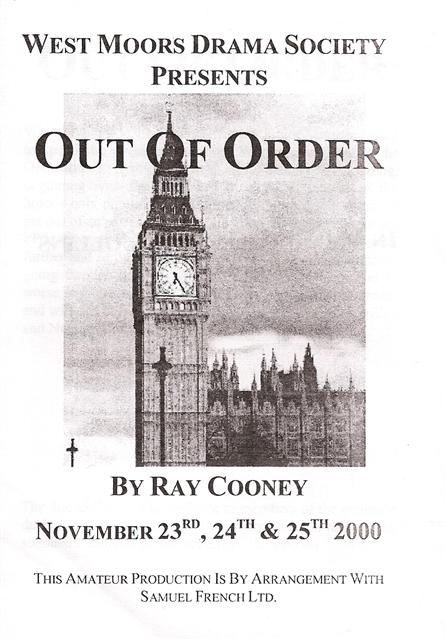 WEST MOORS DRAMA SOCIETY
PRESENTS
OUT OF ORDER
BY RAY COONEY
NOVEMBER 23RD, 24TH & 25TH 2000
THIS AMATEUR PRODUCTION IS BY ARRANGEMENT WITH
SAMUEL FRENCH LTD.